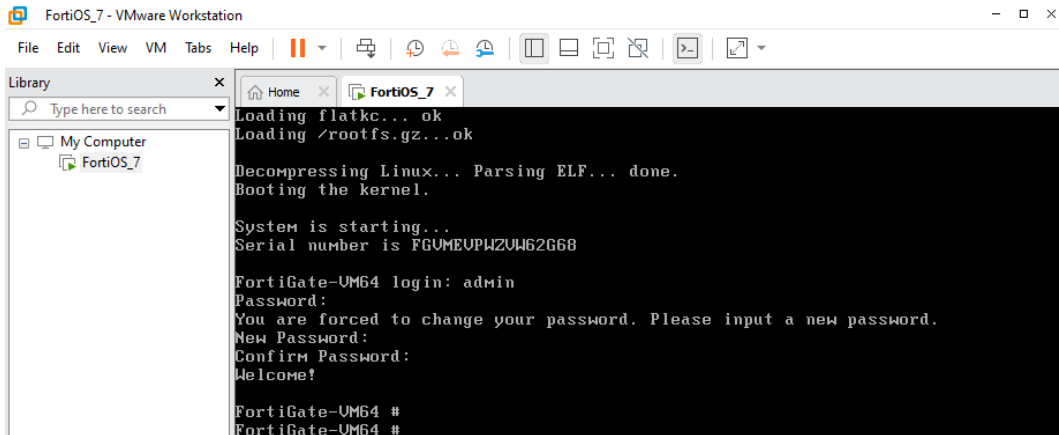 FortiOS_7 - VMware Workstation
File Edit View VM Tabs Help
Library
Type here to search
My Computer
FortiOS_7
Home
FortiOS_7
Loading flatkc... ok
Loading /rootfs.gz...ok
Decompressing Linux... Parsing ELF... done.
Booting the kernel.
System is starting...
Serial number is FGVMEVPWZVW62G68
FortiGate-VM64 login: admin
Password:
You are forced to change your password. Please input a new password.
New Password:
Confirm Password:
Welcome!
FortiGate-VM64 #
FortiGate-VM64 #